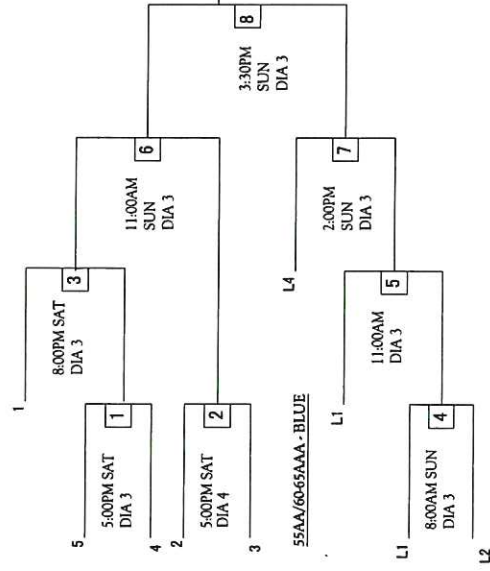 1
8:00PM SAT
DIA 3
3
5
5:00PM SAT
DIA 3
1
4
11:00AM
SUN
DIA 3
6
2
5:00PM SAT
DIA 4
2
3
3:30PM
SUN
DIA 3
8
55AA/60-65AAA - BLUE
L4
2:00PM
SUN
DIA 3
7
L1
11:00AM
DIA 3
5
L1
8:00AM SUN
DIA 3
4
L2